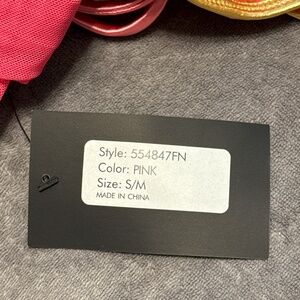 Style: 554847FN
Color: PINK
Size: S/M
MADE IN CHINA